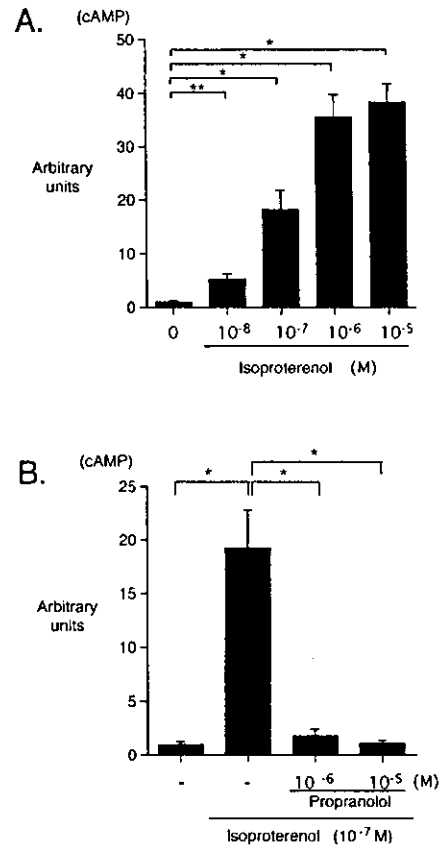 A.
(cAMP)
50
*
*
*
**
40
30
Arbitrary
units
20
10
0
0 10⁻⁸ 10⁻⁷ 10⁻⁶ 10⁻⁵
Isoproterenol (M)
B.
(cAMP)
*
* *
25
20
15
Arbitrary
units
10
5
0
- - 10⁻⁶ 10⁻⁵ (M)
Propranolol
Isoproterenol (10⁻⁷ M)